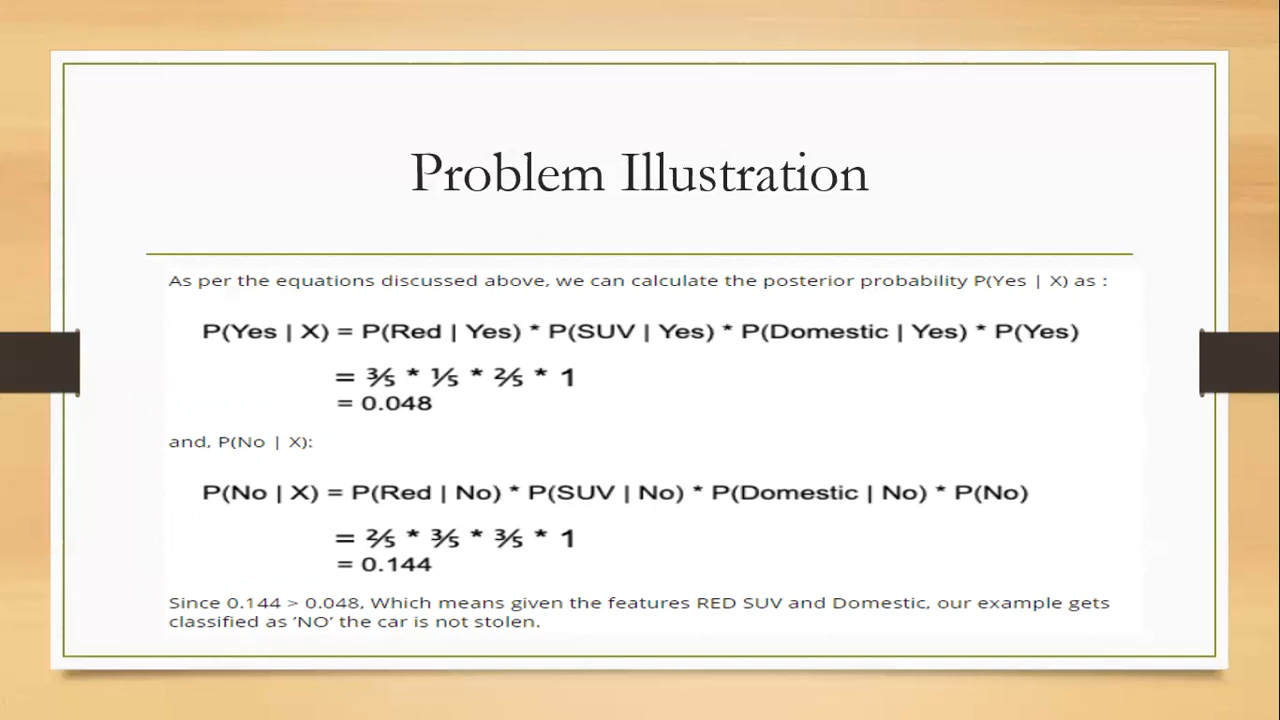 Problem Illustration
As per the equations discussed above, we can calculate the posterior probability P(Yes | X) as :
P(Yes | X) = P(Red | Yes) * P(SUV | Yes) * P(Domestic | Yes) * P(Yes)
= ⅗ * ⅕ * ⅖ * 1
= 0.048
and, P(No | X):
P(No | X) = P(Red | No) * P(SUV | No) * P(Domestic | No) * P(No)
= ⅖ * ⅗ * ⅗ * 1
= 0.144
Since 0.144 > 0.048, Which means given the features RED SUV and Domestic, our example gets
classified as ’NO’ the car is not stolen.